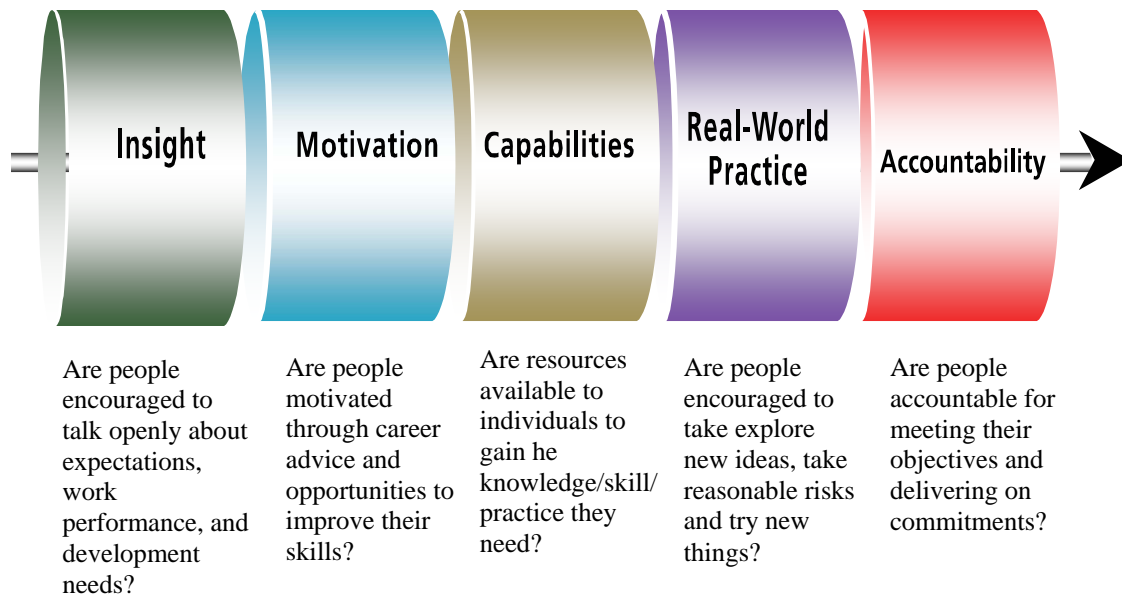 Insight
Motivation
Capabilities
Real-World
Practice
Accountability
Are people
encouraged to
talk openly about
expectations,
work
performance, and
development
needs?
Are people
motivated
through career
advice and
opportunities to
improve their
skills?
Are resources
available to
individuals to
gain he
knowledge/skill/
practice they
need?
Are people
encouraged to
take explore
new ideas, take
reasonable risks
and try new
things?
Are people
accountable for
meeting their
objectives and
delivering on
commitments?